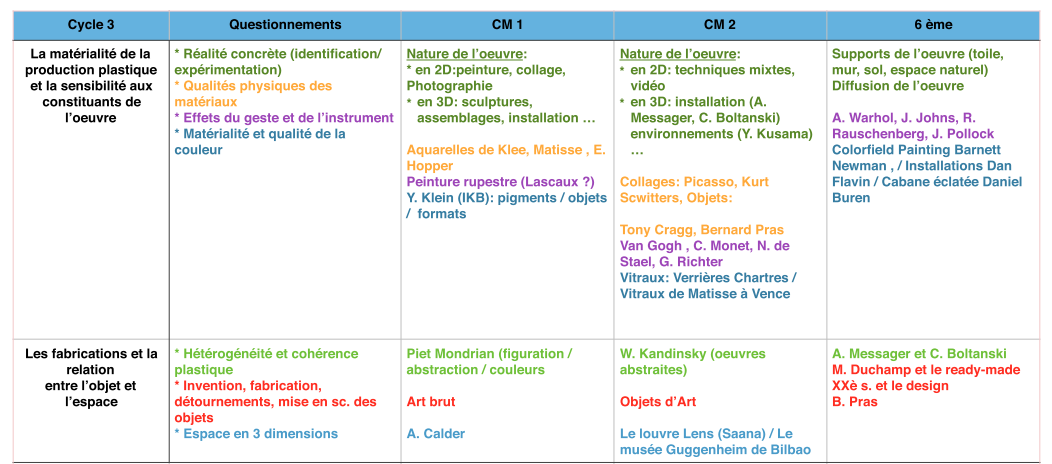 Cycle 3
Questionnements
CM 1
CM 2
6 ème
La matérialité de la
production plastique
et la sensibilité aux
constituants de
l'oeuvre
* Réalité concrète (identification/
expérimentation)
* Qualités physiques des
matériaux
* Effets du geste et de l'instrument
* Matérialité et qualité de la
couleur
Nature de l'oeuvre:
* en 2D:peinture, collage,
Photographie
* en 3D: sculptures,
assemblages, installation …
Aquarelles de Klee, Matisse , E.
Hopper
Peinture rupestre (Lascaux ?)
Y. Klein (IKB): pigments / objets
/ formats
Nature de l'oeuvre:
* en 2D: techniques mixtes,
vidéo
* en 3D: installation (A.
Messager, C. Boltanski)
environnements (Y. Kusama)
…
Collages: Picasso, Kurt
Scwitters, Objets:
Tony Cragg, Bernard Pras
Van Gogh , C. Monet, N. de
Stael, G. Richter
Vitraux: Verrières Chartres /
Vitraux de Matisse à Vence
Supports de l'oeuvre (toile,
mur, sol, espace naturel)
Diffusion de l'oeuvre
A. Warhol, J. Johns, R.
Rauschenberg, J. Pollock
Colorfield Painting Barnett
Newman , / Installations Dan
Flavin / Cabane éclatée Daniel
Buren
Les fabrications et la
relation
entre l'objet et
l'espace
* Hétérogénéité et cohérence
plastique
* Invention, fabrication,
détournements, mise en sc. des
objets
* Espace en 3 dimensions
Piet Mondrian (figuration /
abstraction / couleurs
Art brut
A. Calder
W. Kandinsky (oeuvres
abstraites)
Objets d'Art
Le louvre Lens (Saana) / Le
musée Guggenheim de Bilbao
A. Messager et C. Boltanski
M. Duchamp et le ready-made
XXè s. et le design
B. Pras